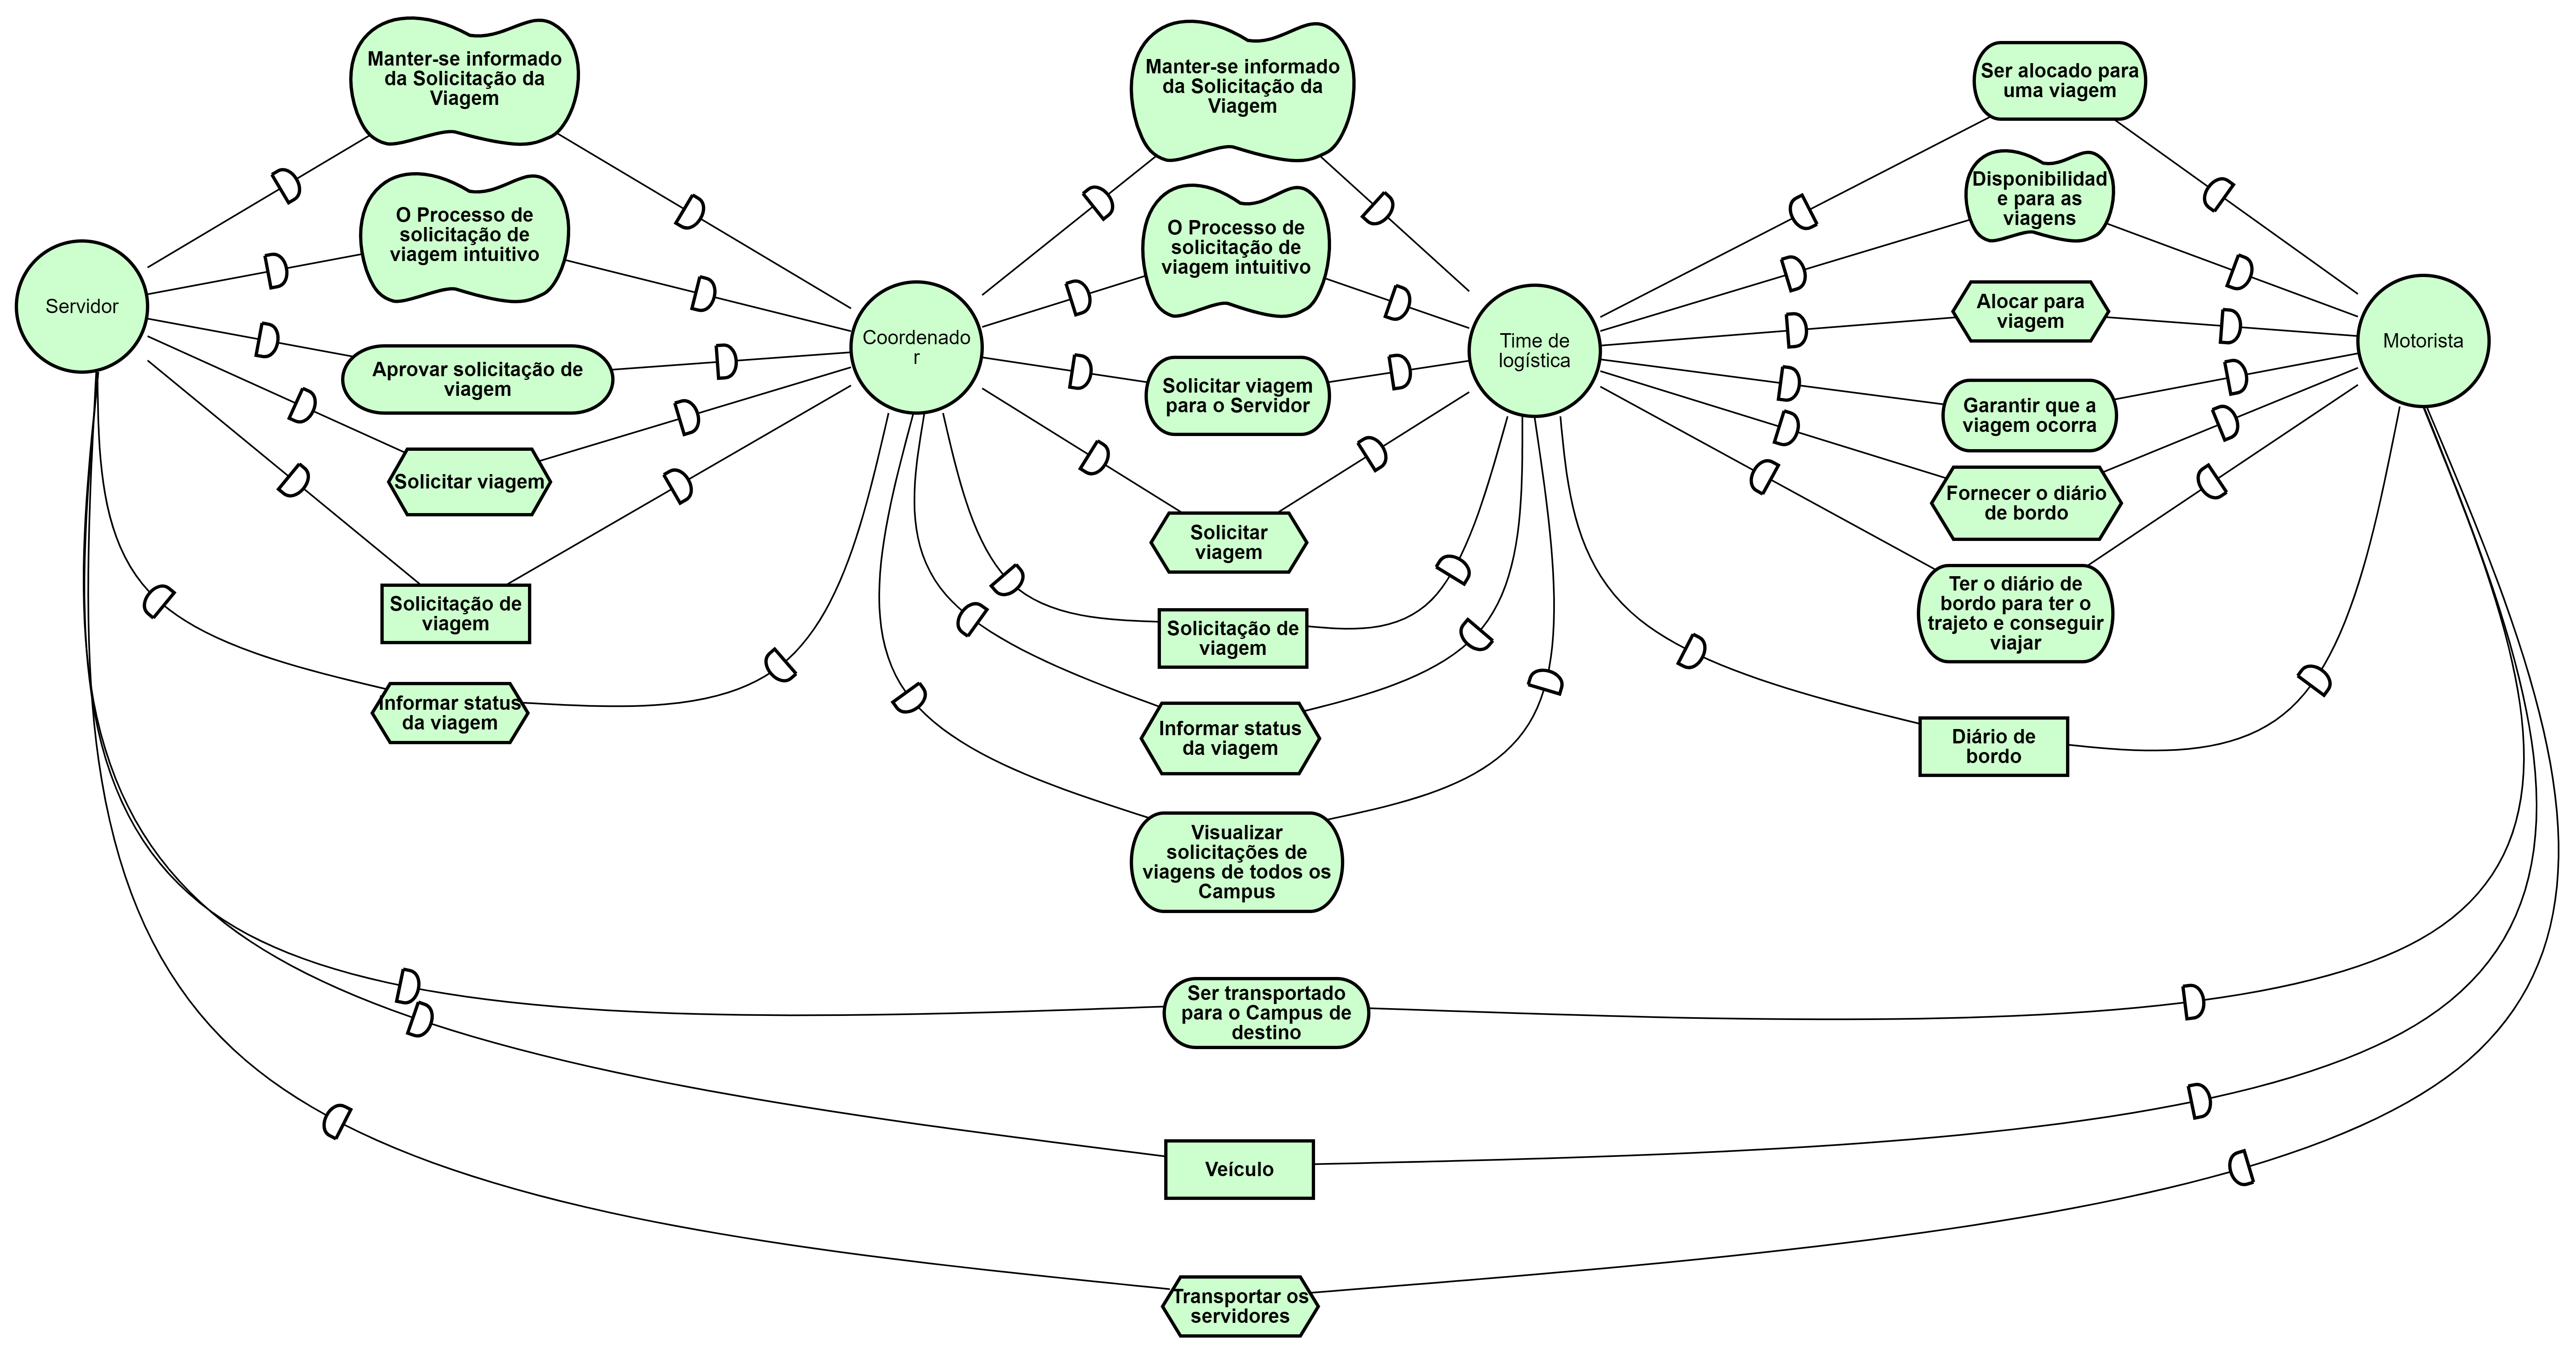 Manter-se informado
da Solicitação da
Viagem
O Processo de
solicitação de
viagem intuitivo
Servidor
Aprovar solicitação de
viagem
Solicitar viagem
Solicitação de
viagem
Informar status
da viagem
Coordenado
r
Manter-se informado
da Solicitação da
Viagem
O Processo de
solicitação de
viagem intuitivo
Solicitar viagem
para o Servidor
Solicitar
viagem
Solicitação de
viagem
Informar status
da viagem
Visualizar
solicitações de
viagens de todos os
Campus
Time de
logística
Ser alocado para
uma viagem
Disponibilidad
e para as
viagens
Alocar para
viagem
Garantir que a
viagem ocorra
Fornecer o diário
de bordo
Ter o diário de
bordo para ter o
trajeto e conseguir
viajar
Diário de
bordo
Motorista
Ser transportado
para o Campus de
destino
Veículo
Transportar os
servidores